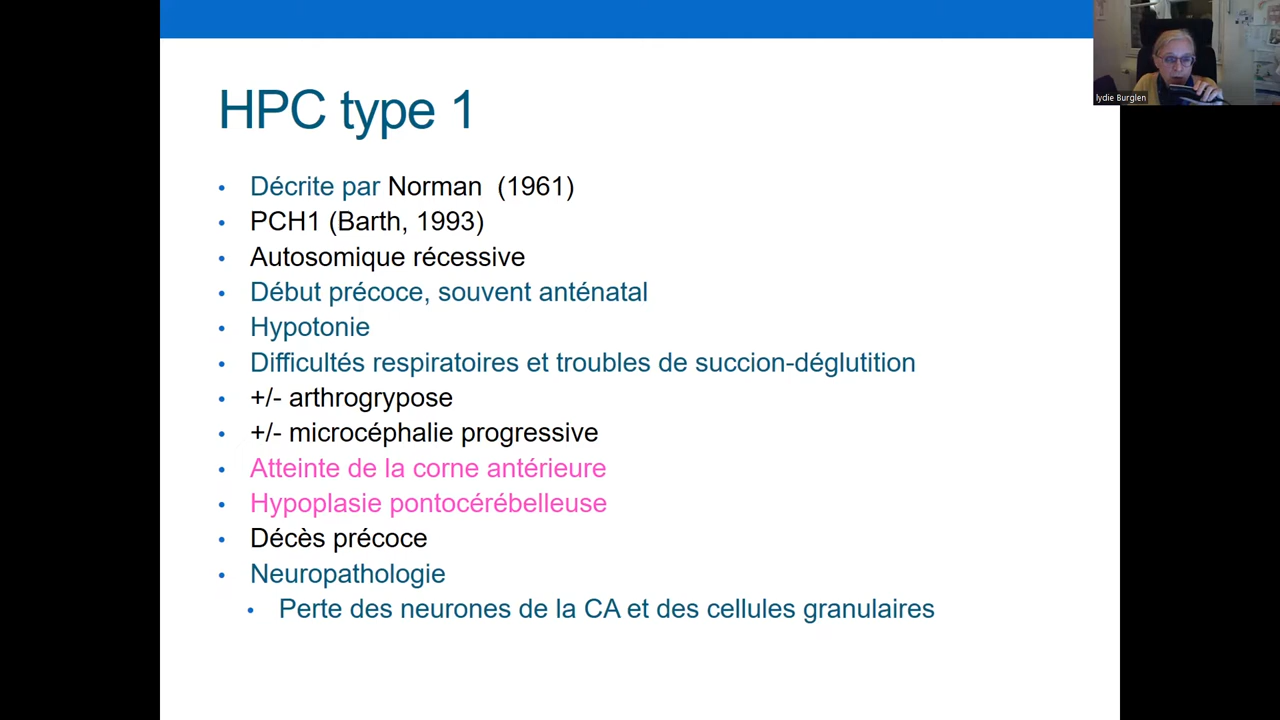 HPC type 1
• Décrite par Norman (1961)
• PCH1 (Barth, 1993)
• Autosomique récessive
• Début précoce, souvent anténatal
• Hypotonie
• Difficultés respiratoires et troubles de succion-déglutition
• +/- arthrogrypose
• +/- microcéphalie progressive
• Atteinte de la corne antérieure
• Hypoplasie pontocérébelleuse
• Décès précoce
• Neuropathologie
• Perte des neurones de la CA et des cellules granulaires
lydie Burglen